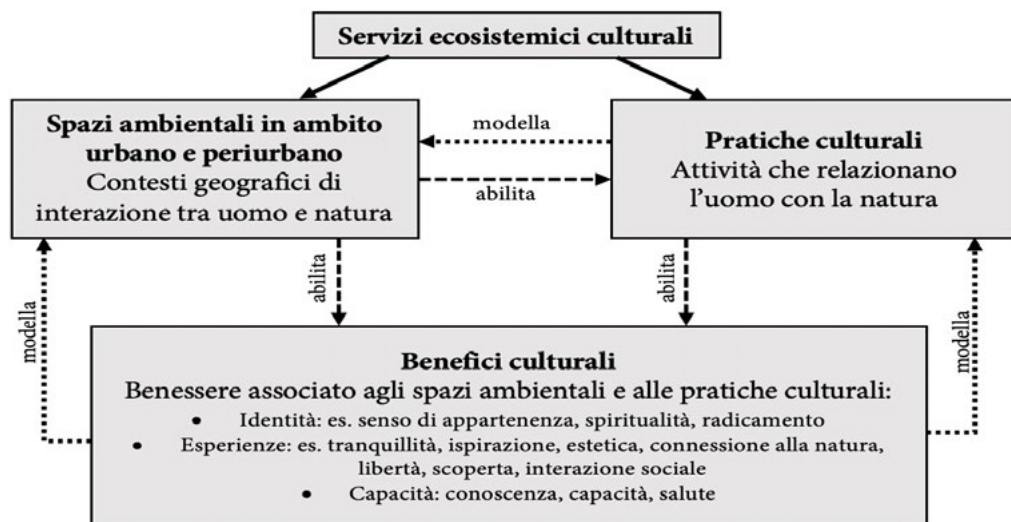 Servizi ecosistemici culturali
Spazi ambientali in ambito
urbano e periurbano
Contesti geografici di
interazione tra uomo e natura
modella
abilita
Pratiche culturali
Attività che relazionano
l'uomo con la natura
modella
abilita
abilita
modella
Benefici culturali
Benessere associato agli spazi ambientali e alle pratiche culturali:
• Identità: es. senso di appartenenza, spiritualità, radicamento
• Esperienze: es. tranquillità, ispirazione, estetica, connessione alla natura,
libertà, scoperta, interazione sociale
• Capacità: conoscenza, capacità, salute